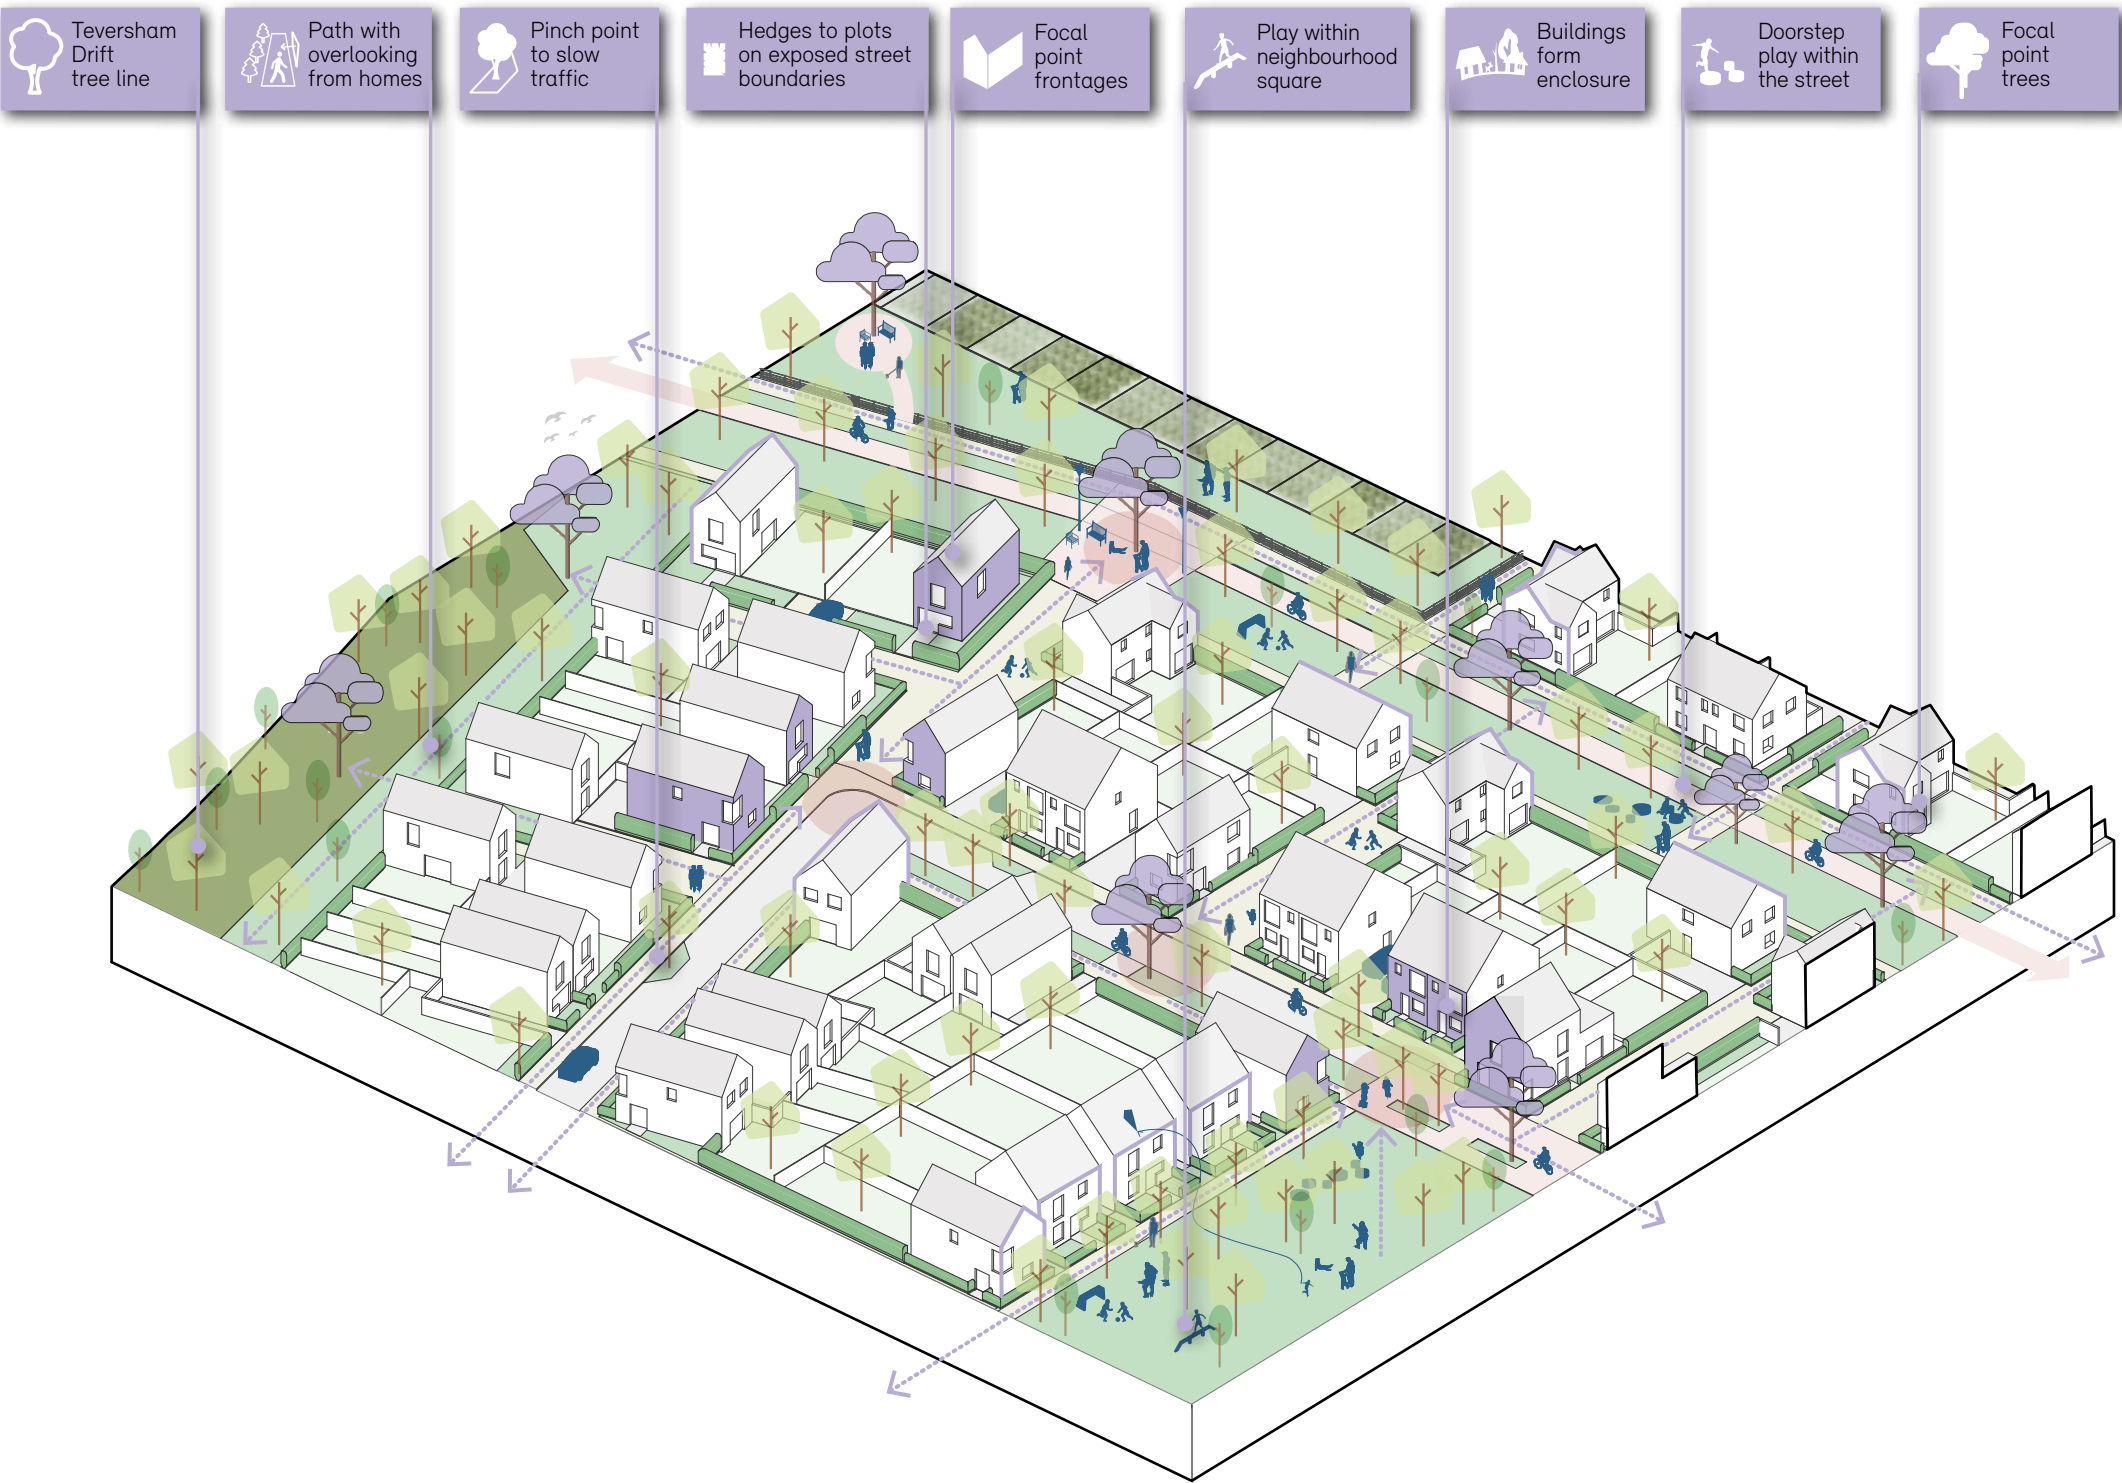 Teversham
Drift
tree line
Path with
overlooking
from homes
Pinch point
to slow
traffic
Hedges to plots
on exposed street
boundaries
Focal
point
frontages
Play within
neighbourhood
square
Buildings
form
enclosure
Doorstep
play within
the street
Focal
point
trees